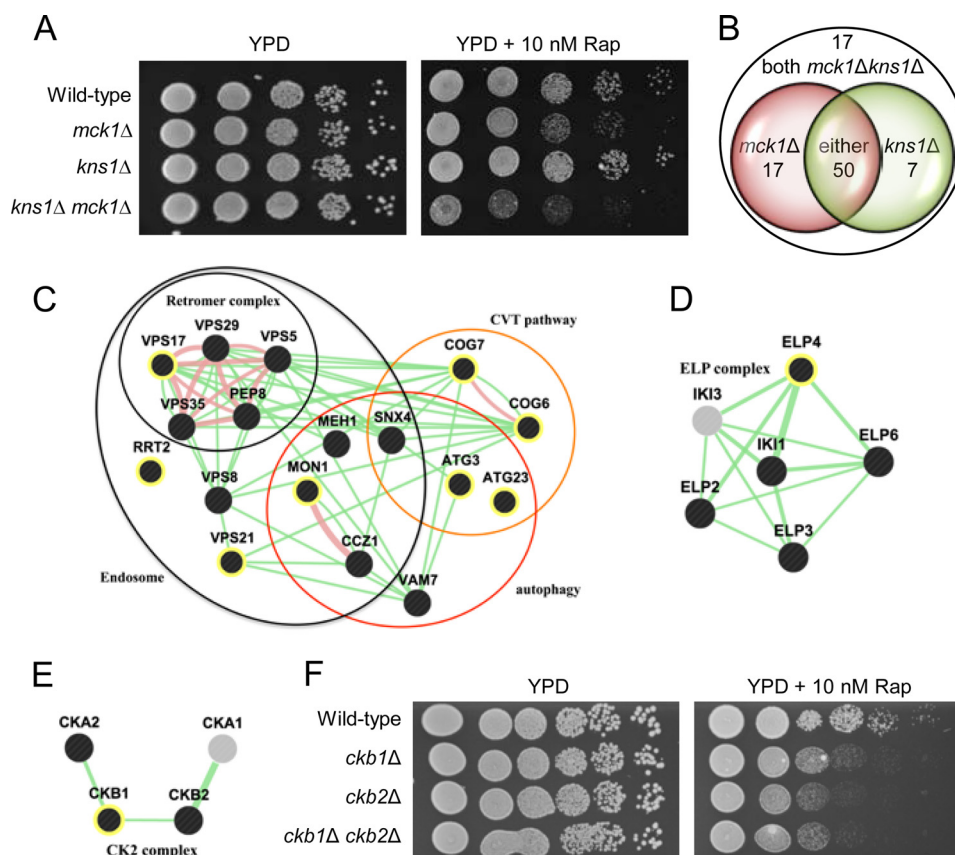 A
YPD
YPD + 10 nM Rap
Wild-type
mck1Δ
kns1Δ
kns1Δ mck1Δ
B
17
both mck1Δkns1Δ
mck1Δ
17
either
50
kns1Δ
7
C
Retromer complex
VPS29
VPS17
VPS5
VPS35
PEP8
RRT2
VPS8
VPS21
Endosome
MEH1
SNX4
MON1
CCZ1
VAM7
CVT pathway
COG7
COG6
ATG3
ATG23
autophagy
D
ELP4
ELP complex
IKI3
IKI1
ELP6
ELP2
ELP3
E
CKA2
CKA1
CKB1
CKB2
CK2 complex
F
YPD
YPD + 10 nM Rap
Wild-type
ckb1Δ
ckb2Δ
ckb1Δ ckb2Δ